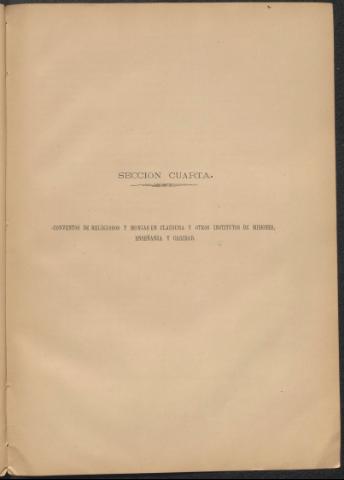 SECCION CUARTA.
CONVENTOS DE RELIGIOSOS Y MONJAS EN CLAUSURA Y OTROS INSTITUTOS DE MISIONES,
ENSEÑANZA Y CARIDAD.